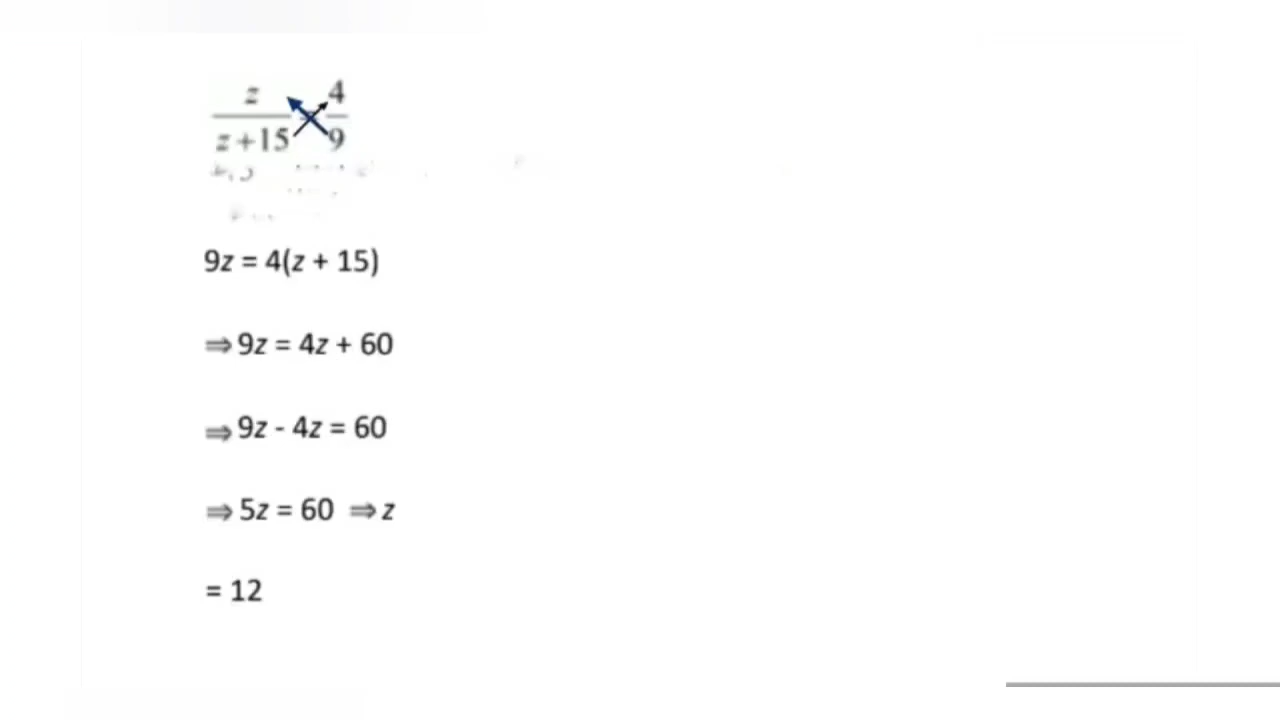 z/(z+15) = 4/9
9z = 4(z + 15)
⇒ 9z = 4z + 60
⇒ 9z - 4z = 60
⇒ 5z = 60 ⇒ z
= 12